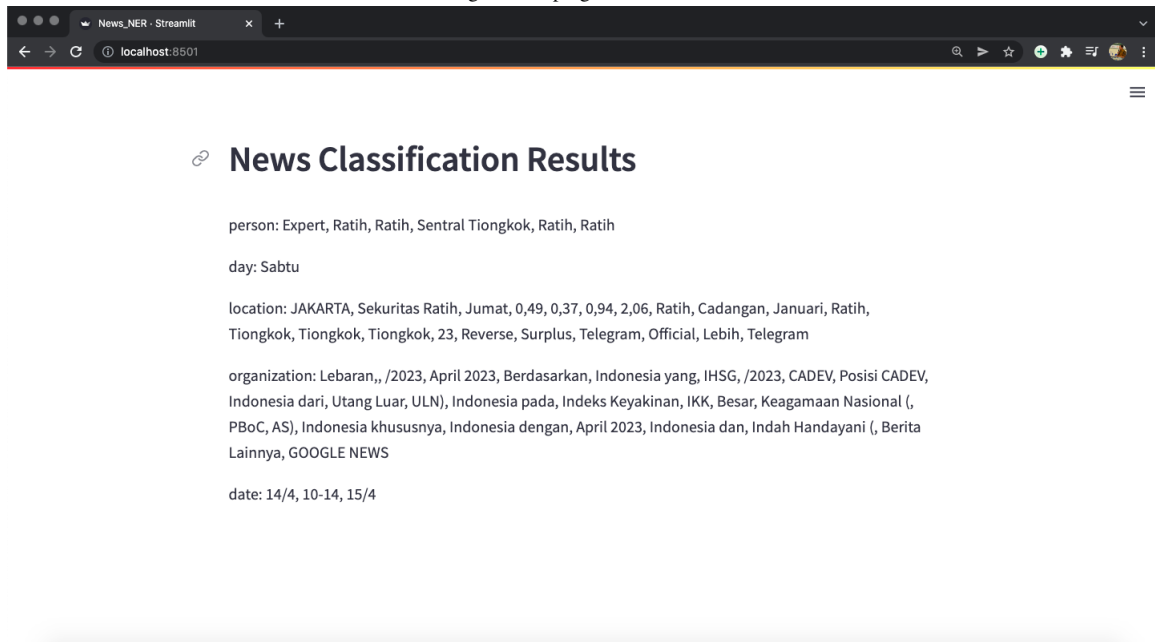 News_NER · Streamlit
localhost:8501
News Classification Results
person: Expert, Ratih, Ratih, Sentral Tiongkok, Ratih, Ratih
day: Sabtu
location: JAKARTA, Sekuritas Ratih, Jumat, 0,49, 0,37, 0,94, 2,06, Ratih, Cadangan, Januari, Ratih,
Tiongkok, Tiongkok, Tiongkok, 23, Reverse, Surplus, Telegram, Official, Lebih, Telegram
organization: Lebaran,, /2023, April 2023, Berdasarkan, Indonesia yang, IHSG, /2023, CADEV, Posisi CADEV,
Indonesia dari, Utang Luar, ULN), Indonesia pada, Indeks Keyakinan, IKK, Besar, Keagamaan Nasional (,
PBoC, AS), Indonesia khususnya, Indonesia dengan, April 2023, Indonesia dan, Indah Handayani (, Berita
Lainnya, GOOGLE NEWS
date: 14/4, 10-14, 15/4